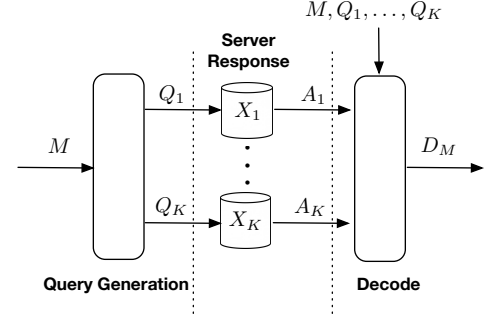 M, Q_1, ..., Q_K
Server
Response
Q_1
X_1
A_1
M
D_M
Q_K
X_K
A_K
Query Generation
Decode